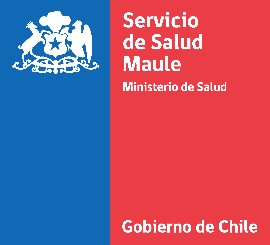 Servicio
de Salud
Maule
Ministerio de Salud
Gobierno de Chile